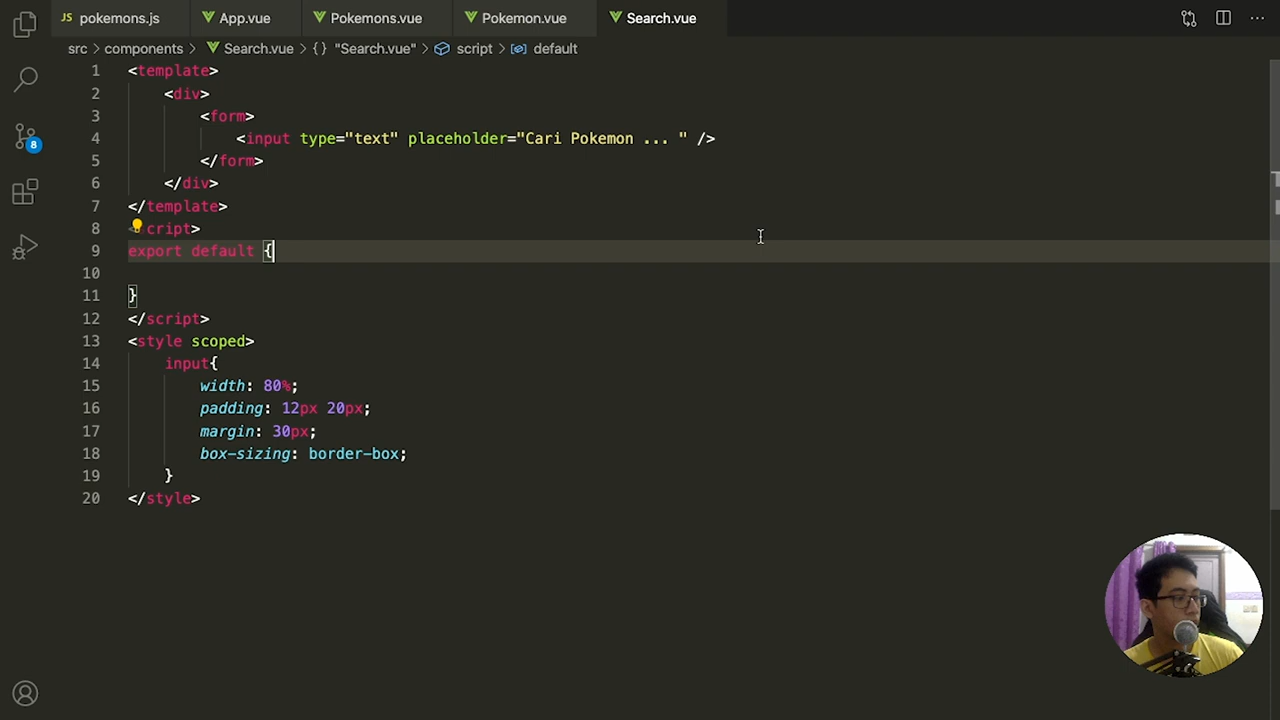 pokemons.js App.vue Pokemons.vue Pokemon.vue Search.vue
src > components > Search.vue > {} "Search.vue" > script > default
1 <template>
2 <div>
3 <form>
4 <input type="text" placeholder="Cari Pokemon ... " />
5 </form>
6 </div>
7 </template>
8 cript>
9 export default {
10
11 }
12 </script>
13 <style scoped>
14 input{
15 width: 80%;
16 padding: 12px 20px;
17 margin: 30px;
18 box-sizing: border-box;
19 }
20 </style>
8